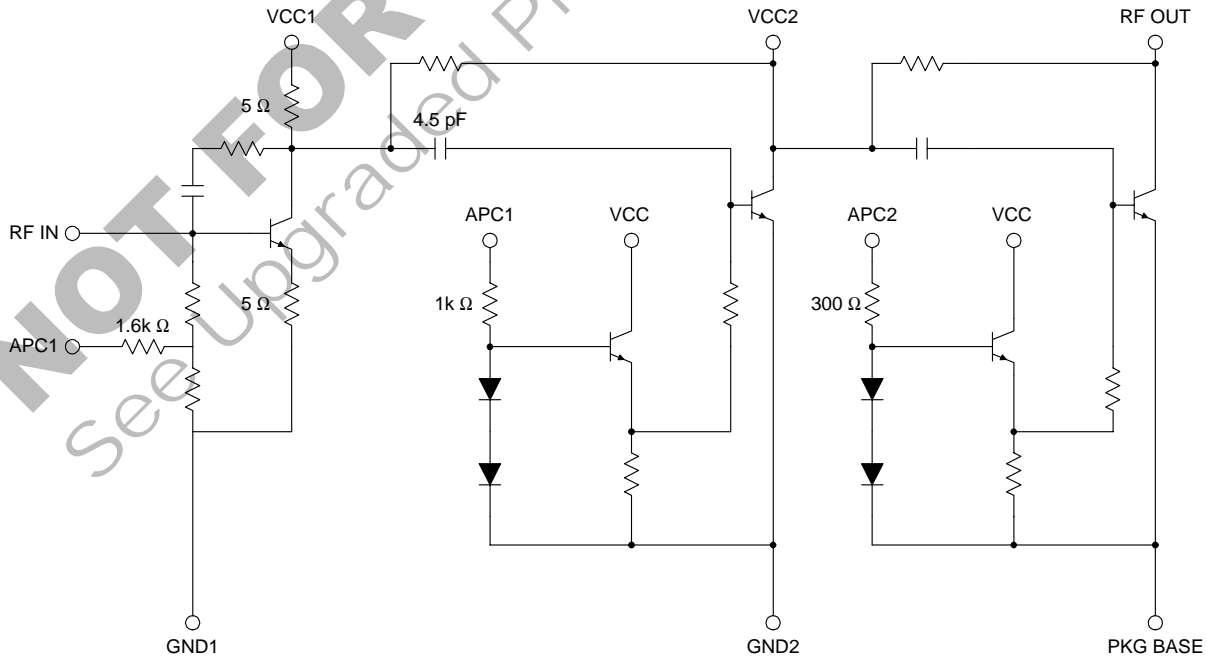 VCC1
VCC2
RF OUT
5 Ω
4.5 pF
RF IN
APC1
VCC
APC2
VCC
5 Ω
1k Ω
300 Ω
1.6k Ω
APC1
GND1
GND2
PKG BASE
NOT FOR
See Upgraded Pr